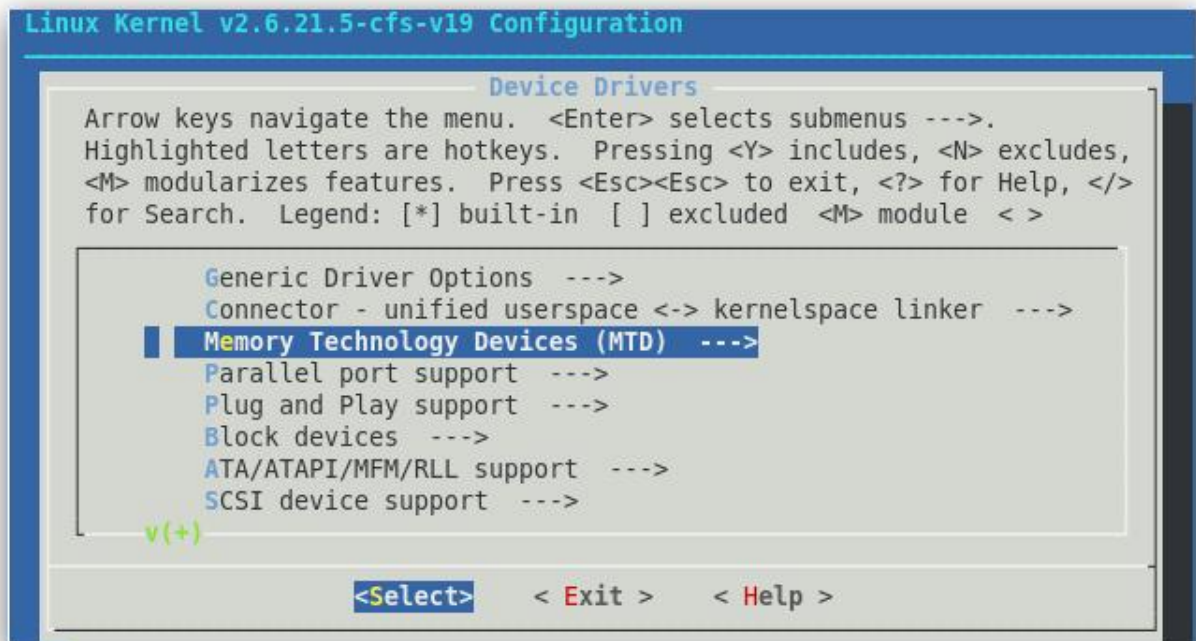 Linux Kernel v2.6.21.5-cfs-v19 Configuration
Device Drivers
Arrow keys navigate the menu.  <Enter> selects submenus --->.
Highlighted letters are hotkeys.  Pressing <Y> includes, <N> excludes,
<M> modularizes features.  Press <Esc><Esc> to exit, <?> for Help, </>
for Search.  Legend: [*] built-in  [ ] excluded  <M> module  < >
Generic Driver Options  --->
Connector - unified userspace <-> kernelspace linker  --->
Memory Technology Devices (MTD)  --->
Parallel port support  --->
Plug and Play support  --->
Block devices  --->
ATA/ATAPI/MFM/RLL support  --->
SCSI device support  --->
v(+)
<Select>    < Exit >    < Help >